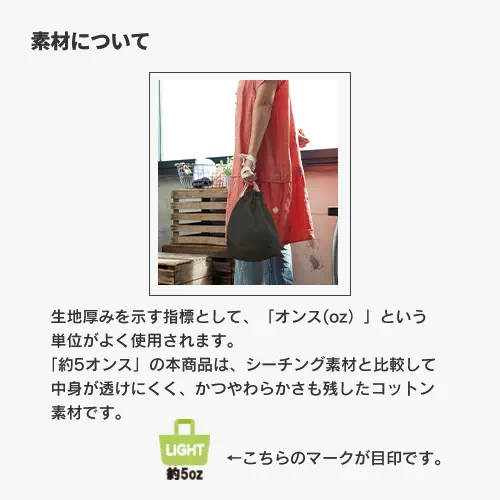 素材について
生地厚みを示す指標として、「オンス(oz）」という
単位がよく使用されます。
「約5オンス」の本商品は、シーチング素材と比較して
中身が透けにくく、かつやわらかさも残したコットン
素材です。
LIGHT
約5oz
←こちらのマークが目印です。